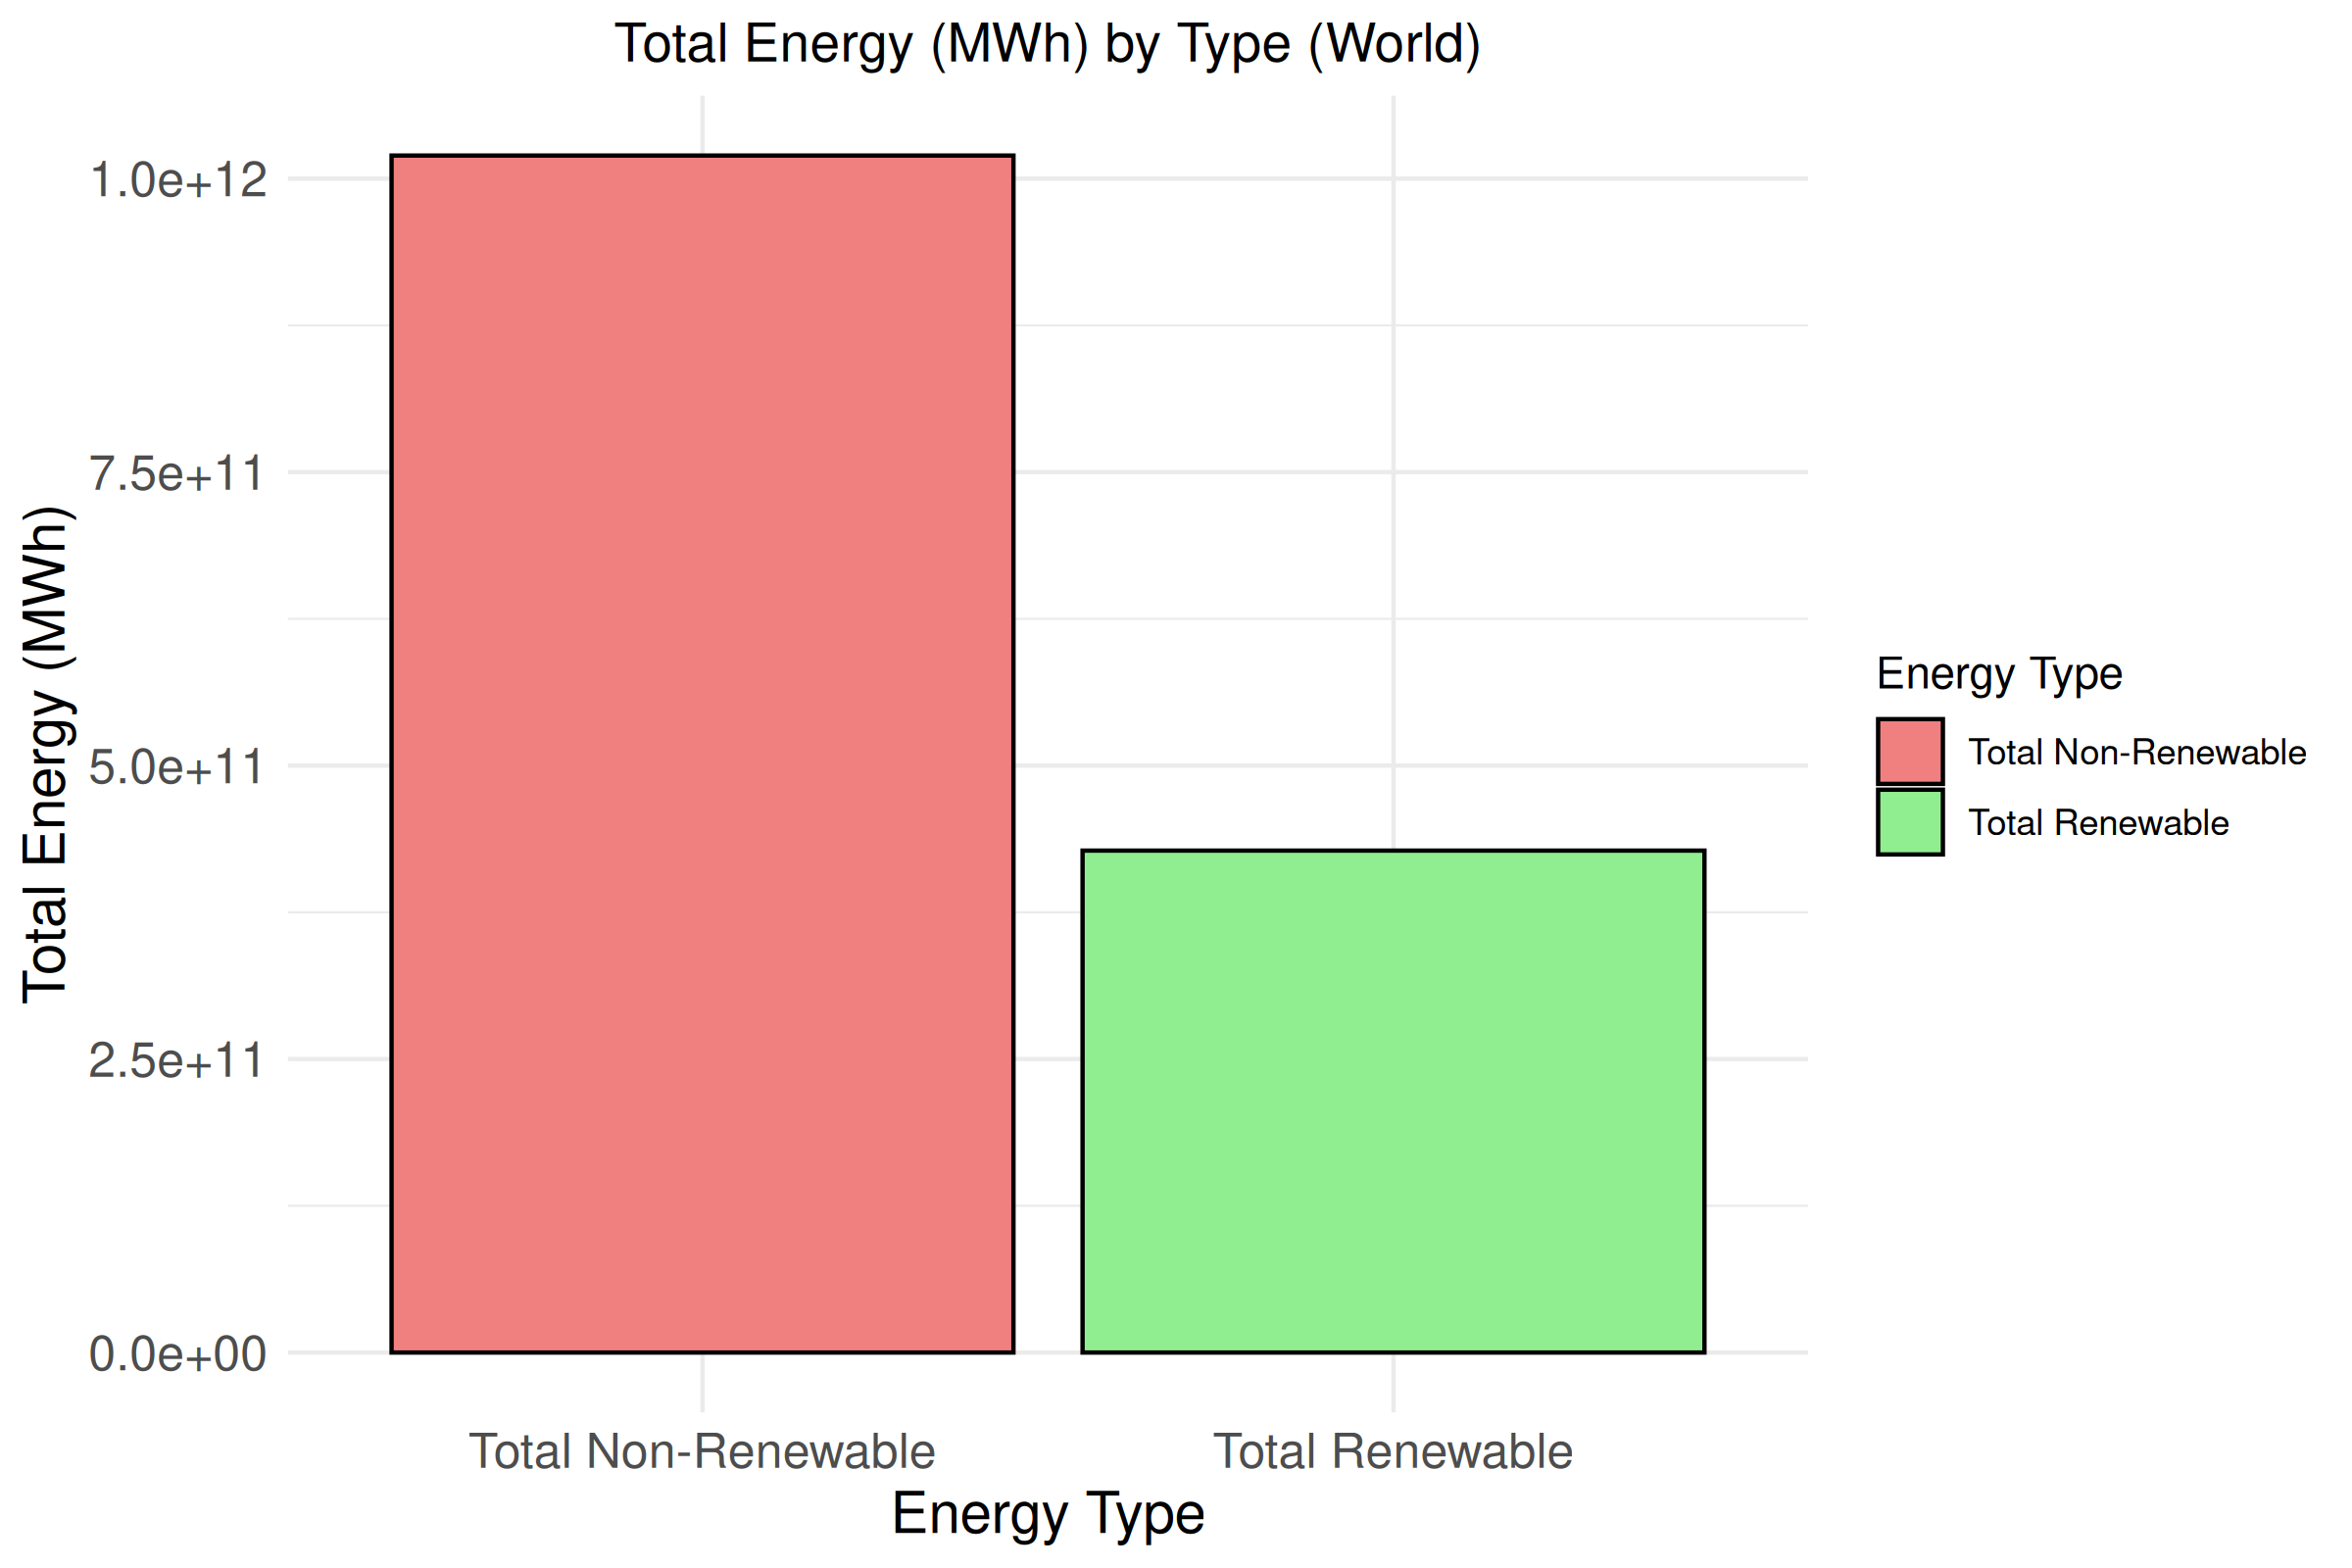 Total Energy (MWh) by Type (World)
Total Energy (MWh)
1.0e+12
7.5e+11
5.0e+11
2.5e+11
0.0e+00
Total Non-Renewable
Total Renewable
Energy Type
Energy Type
Total Non-Renewable
Total Renewable